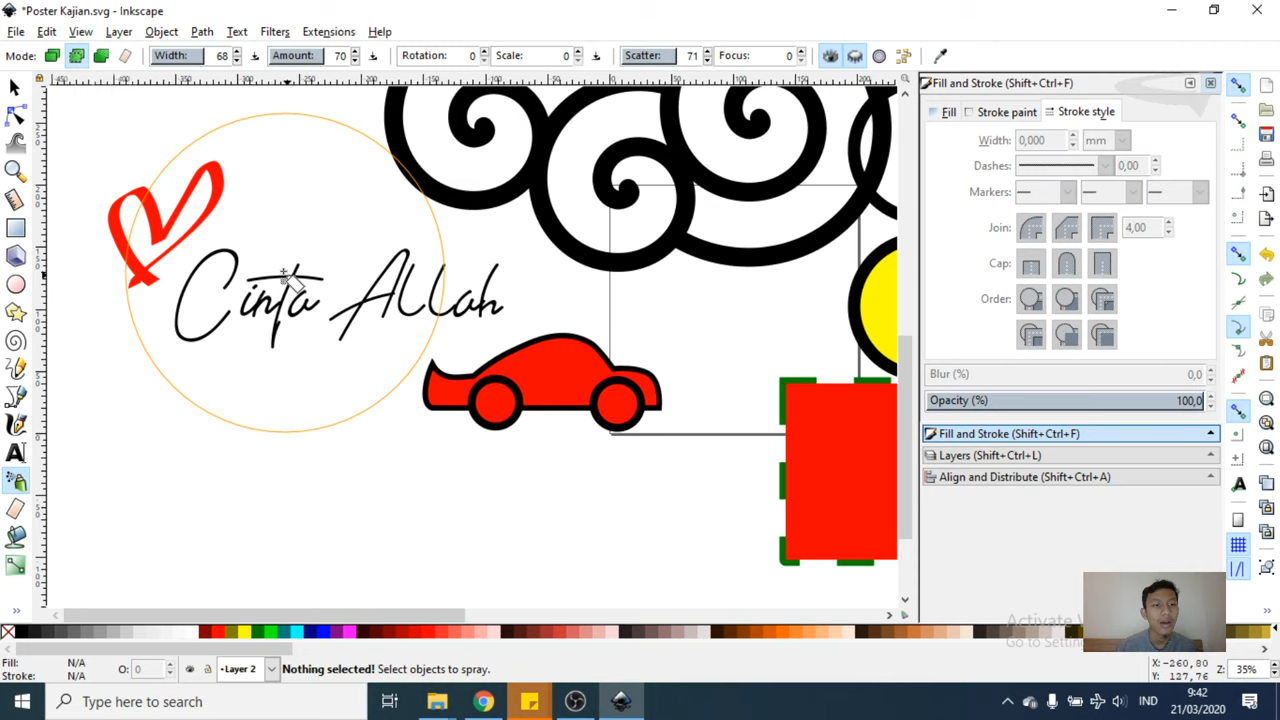 *Poster Kajian.svg - Inkscape
File Edit View Layer Object Path Text Filters Extensions Help
Mode: Width: 68 Amount: 70 Rotation: 0 Scale: 0 Scatter: 71 Focus: 0
Fill and Stroke (Shift+Ctrl+F)
Fill Stroke paint Stroke style
Width: 0,000 mm
Dashes: 0,00
Markers:
Join: 4,00
Cap:
Order:
Blur (%) 0,0
Opacity (%) 100,0
Fill and Stroke (Shift+Ctrl+F)
Layers (Shift+L)
Align and Distribute (Shift+Ctrl+A)
Cinta Allah
Fill: N/A
Stroke: N/A
O: 0
Layer 2
Nothing selected! Select objects to spray.
X: -260,80
Y: 127,76
Z: 35%
Type here to search
IND
9:42
21/03/2020